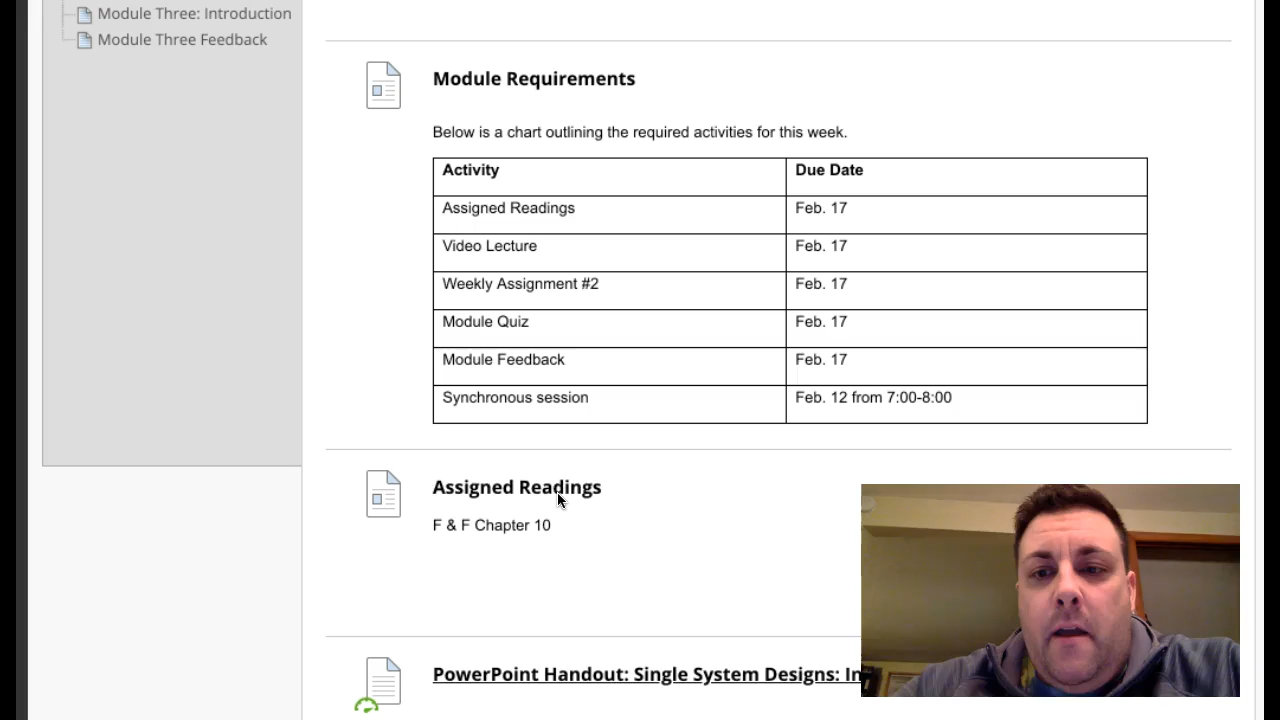 Module Three: Introduction
Module Three Feedback
Module Requirements
Below is a chart outlining the required activities for this week.
Activity Due Date
Assigned Readings Feb. 17
Video Lecture Feb. 17
Weekly Assignment #2 Feb. 17
Module Quiz Feb. 17
Module Feedback Feb. 17
Synchronous session Feb. 12 from 7:00-8:00
Assigned Readings
F & F Chapter 10
PowerPoint Handout: Single System Designs: